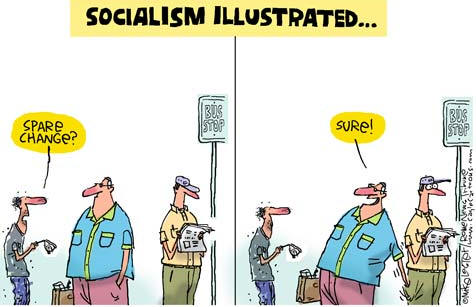 SOCIALISM ILLUSTRATED...
SPARE
CHANGE?
BUS
STOP
SURE!
BUS
STOP